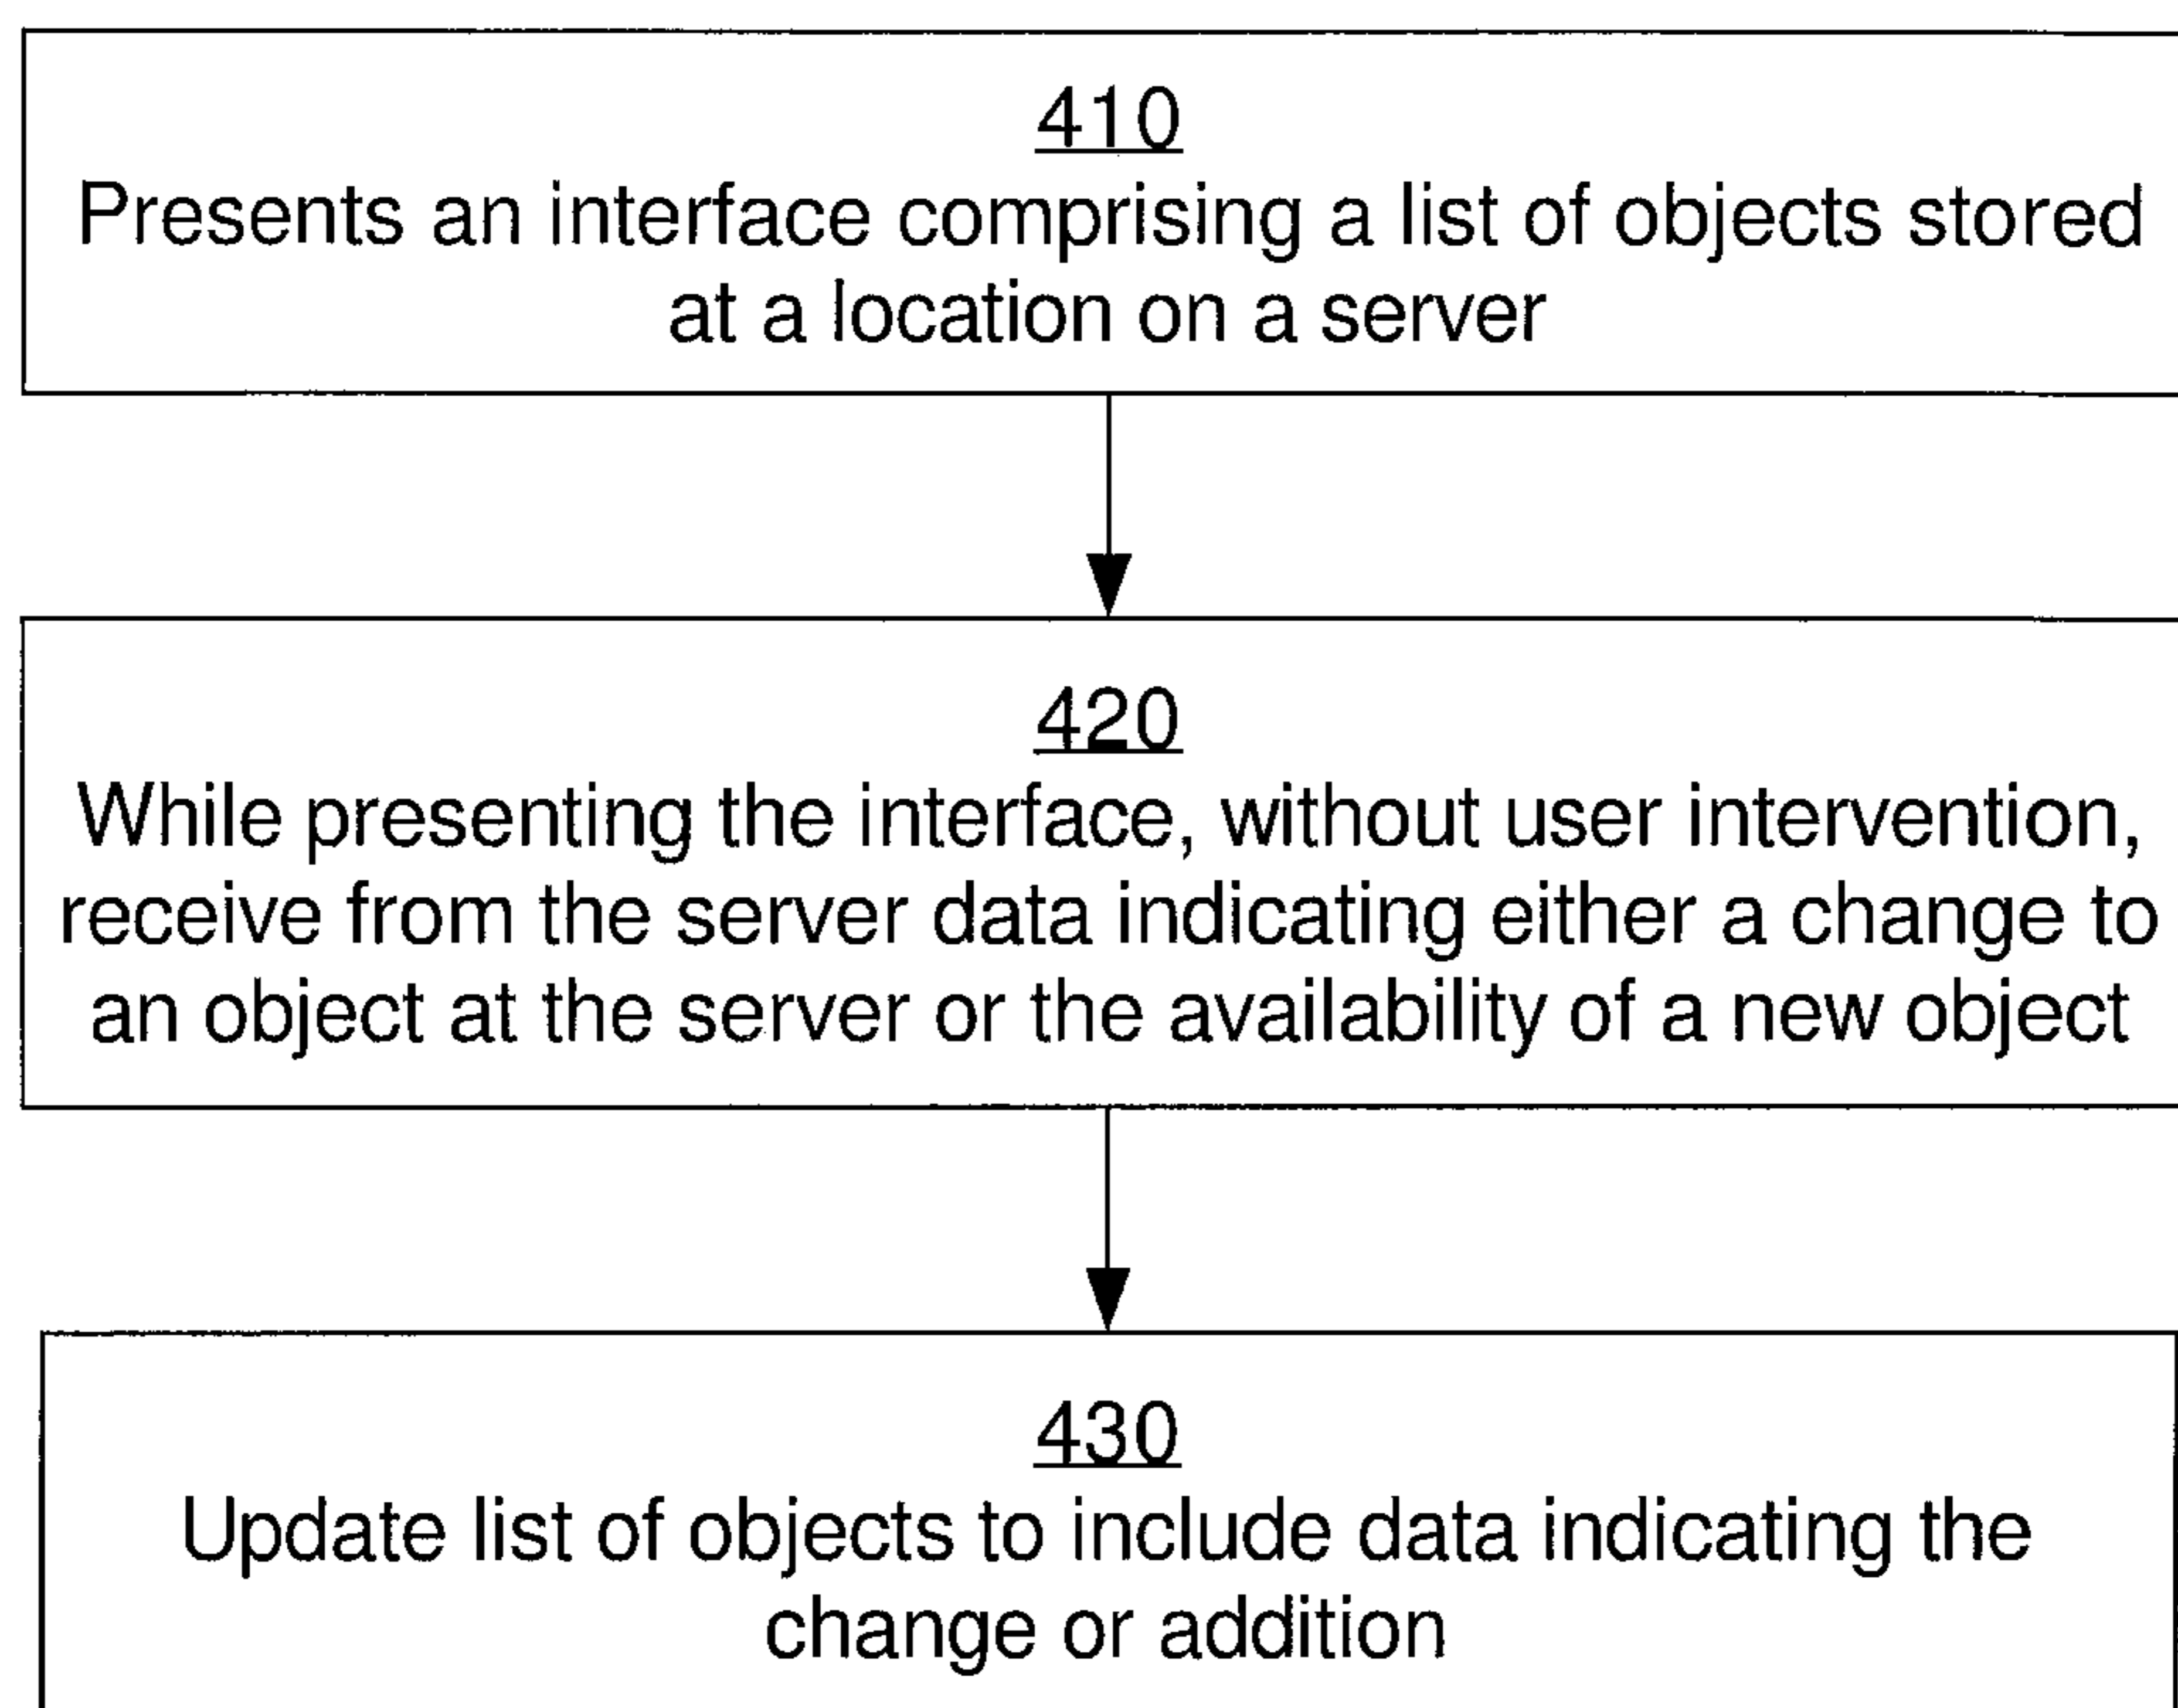 410
Presents an interface comprising a list of objects stored
at a location on a server
420
While presenting the interface, without user intervention,
receive from the server data indicating either a change to
an object at the server or the availability of a new object
430
Update list of objects to include data indicating the
change or addition